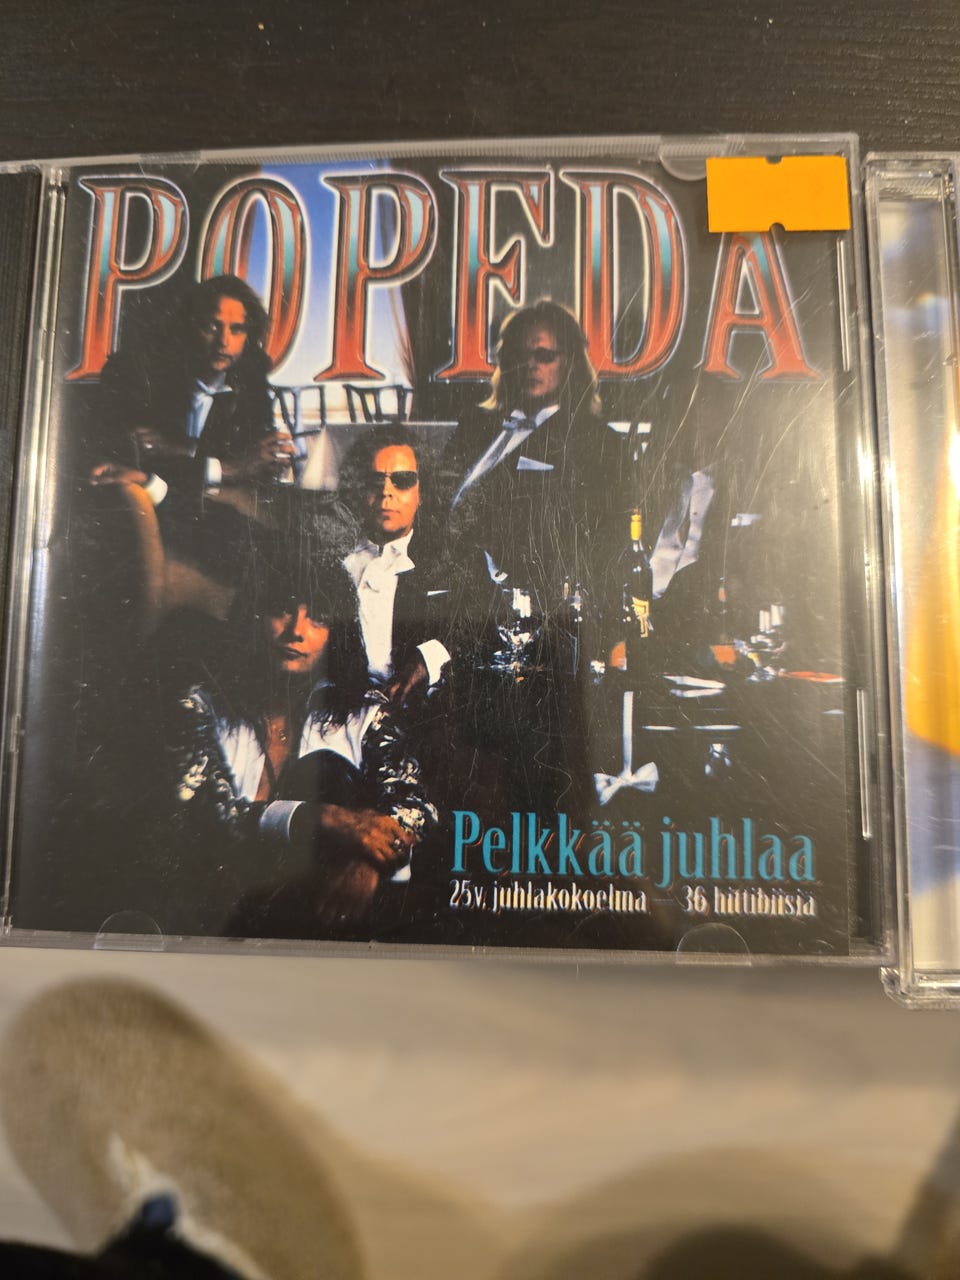 POPEDA
Pelkkää juhlaa
25v. juhlakokoelma — 36 hittibiisiä